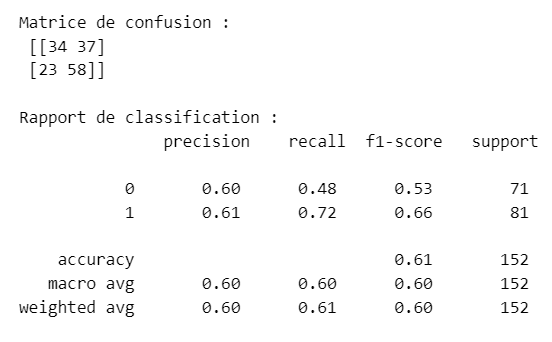 Matrice de confusion :
[[34 37]
[23 58]]
Rapport de classification :
precision recall f1-score support
0 0.60 0.48 0.53 71
1 0.61 0.72 0.66 81
accuracy 0.61 152
macro avg 0.60 0.60 0.60 152
weighted avg 0.60 0.61 0.60 152